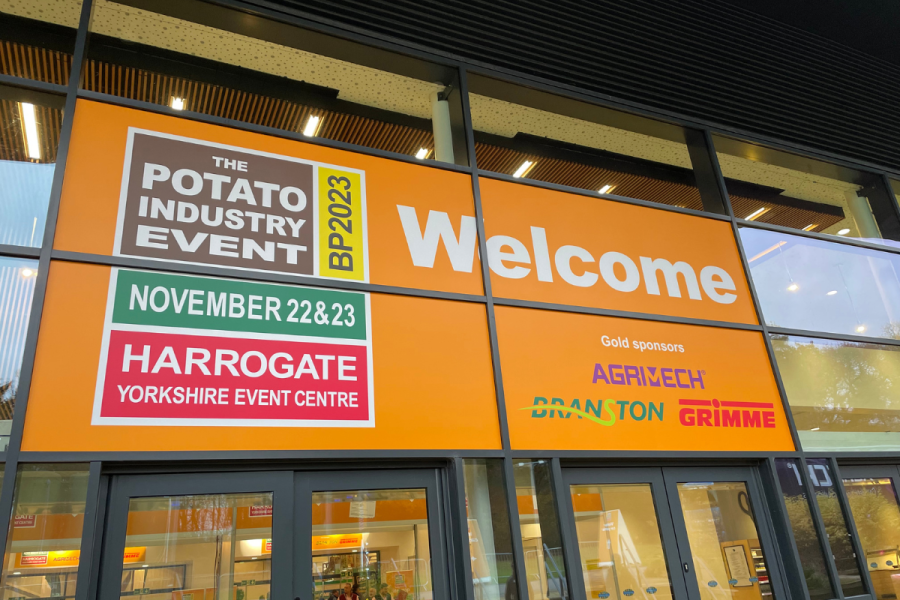 THE
POTATO
INDUSTRY
EVENT
BP2023
NOVEMBER 22&23
HARROGATE
YORKSHIRE EVENT CENTRE
Welcome
Gold sponsors
AGRIMECH
BRANSTON
GRIMME